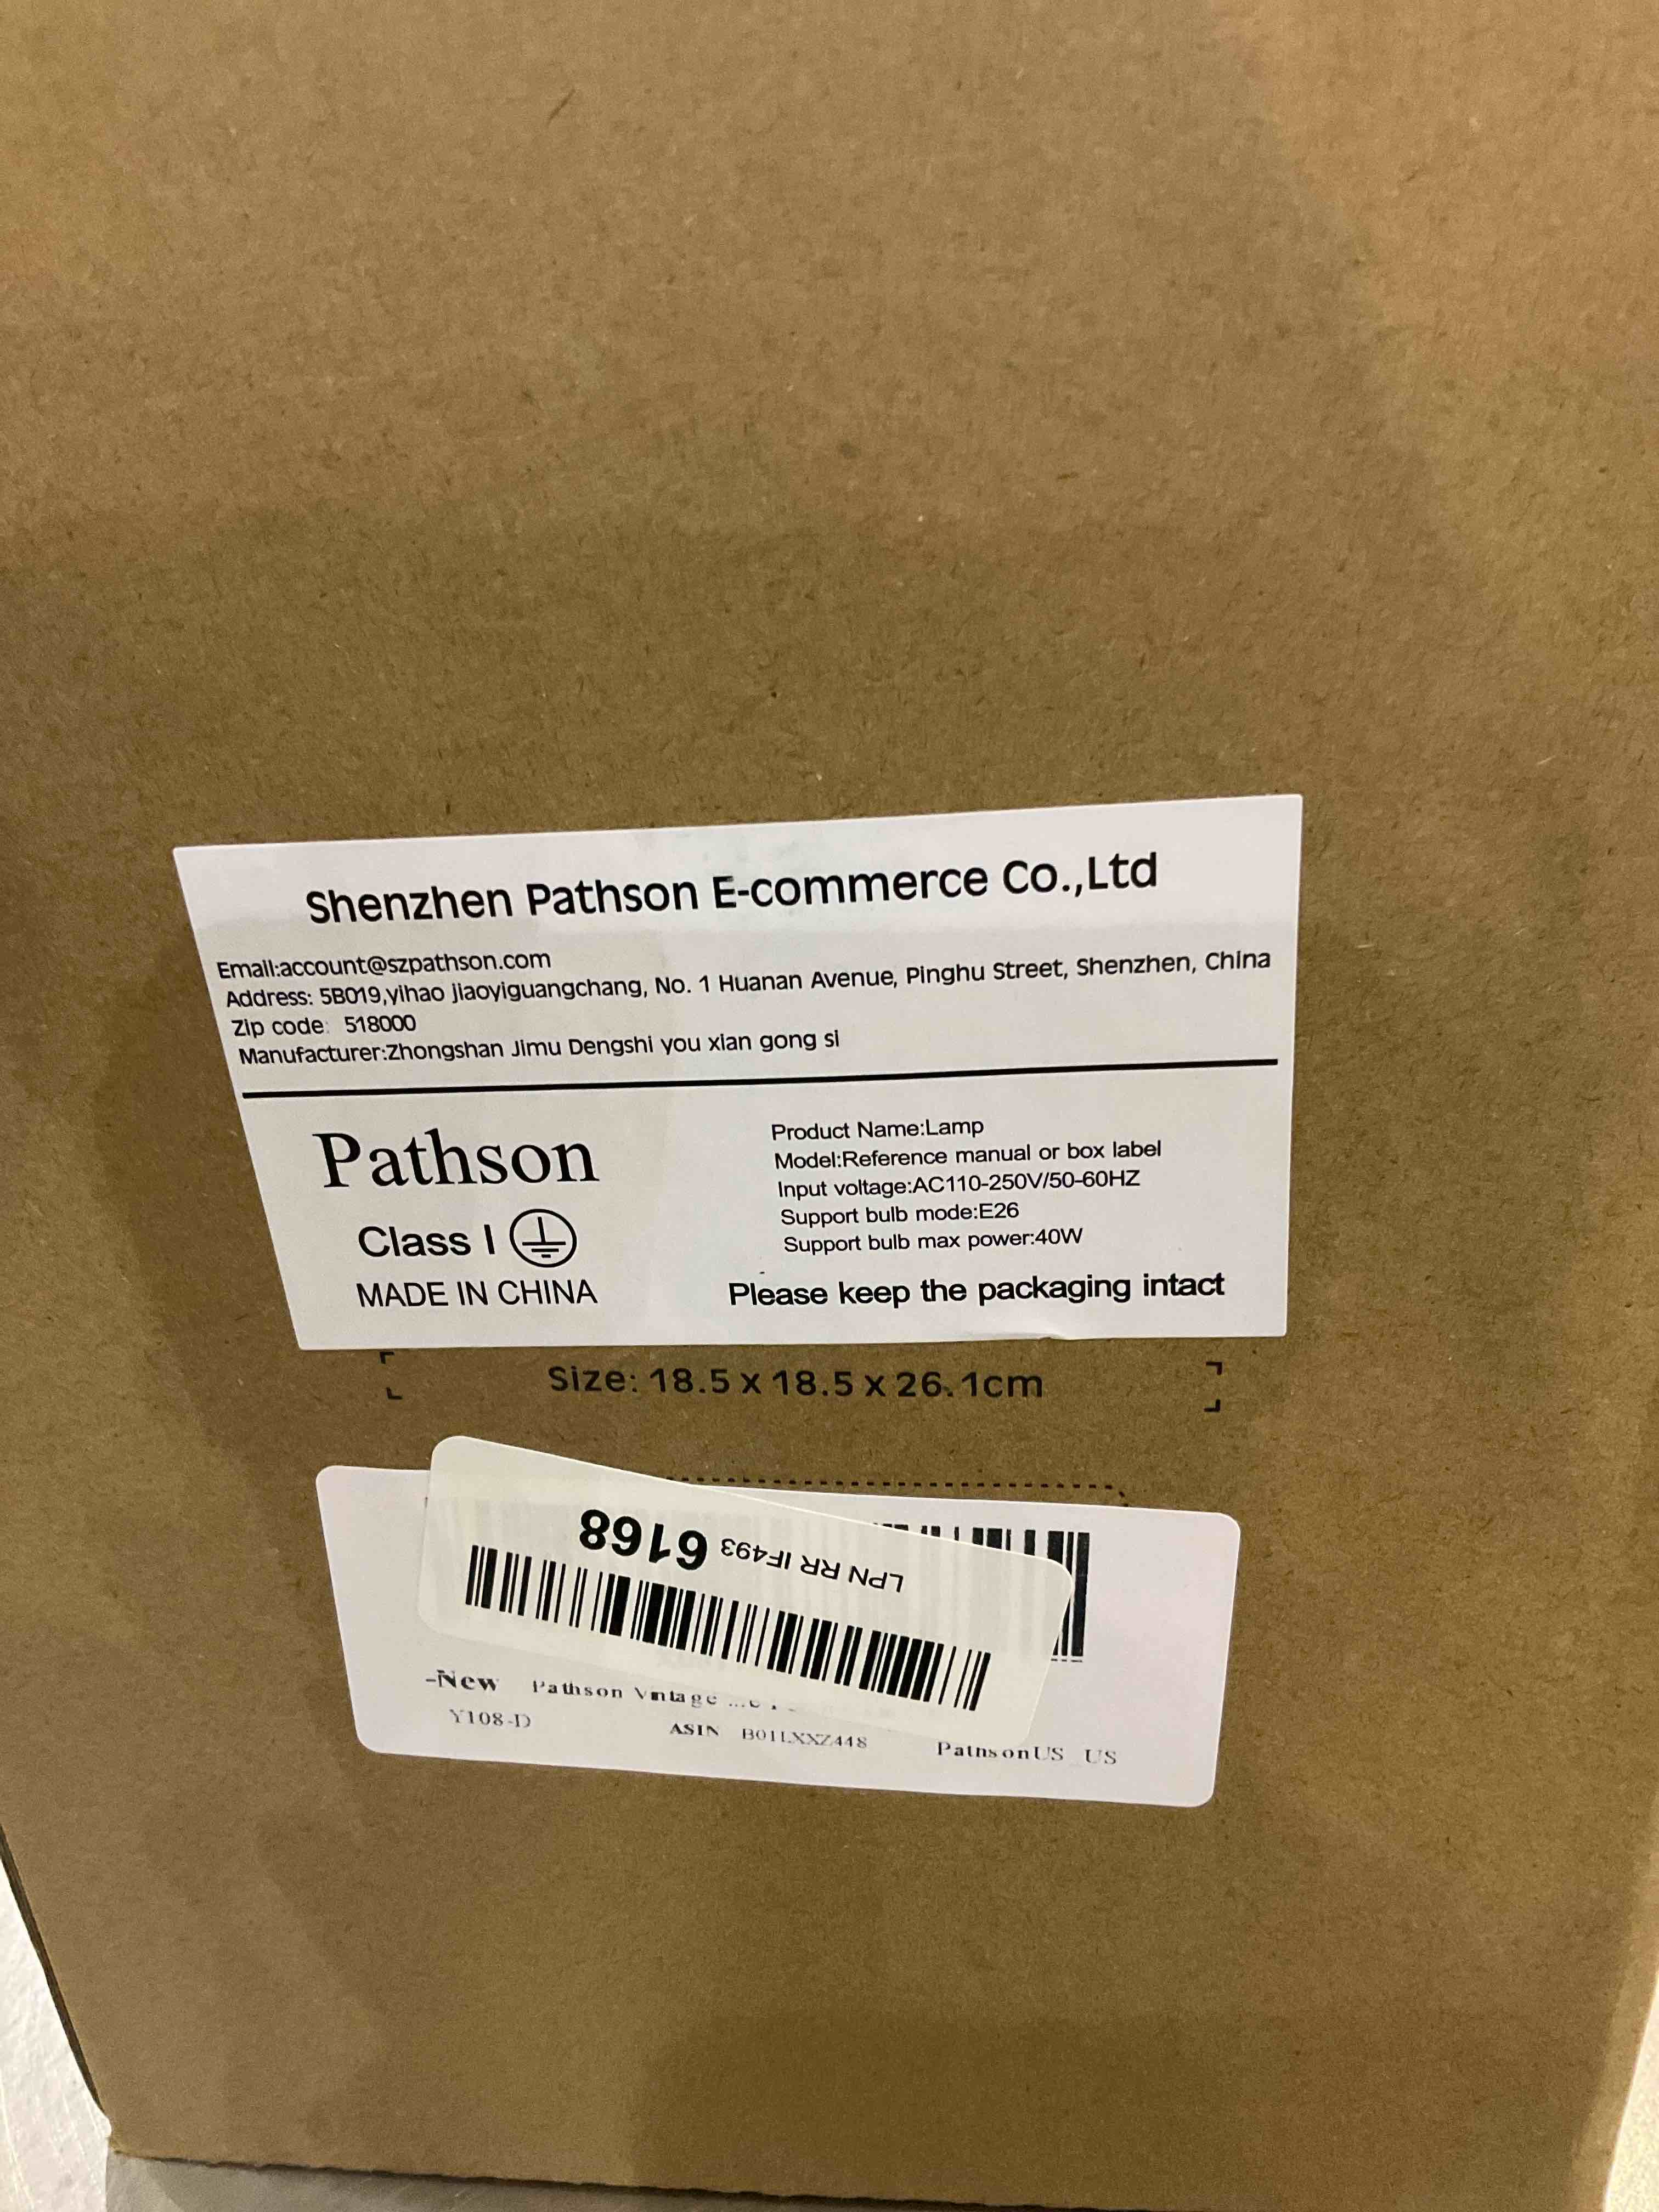 Shenzhen Pathson E-commerce Co.,Ltd
Email:account@szpathson.com
Address: 5B019,yihao jiaoyiguangchang, No. 1 Huanan Avenue, Pinghu Street, Shenzhen, China
Zip code: 518000
Manufacturer:Zhongshan Jimu Dengshi you xian gong si
Pathson
Class I
MADE IN CHINA
Product Name:Lamp
Model:Reference manual or box label
Input voltage:AC110-250V/50-60HZ
Support bulb mode:E26
Support bulb max power:40W
Please keep the packaging intact
Size: 18.5 x 18.5 x 26.1cm
LPN RR IF493 6168
-New Pathson Vintage ...
Y108-D
ASIN B01LXXZ448
PathsonUS US